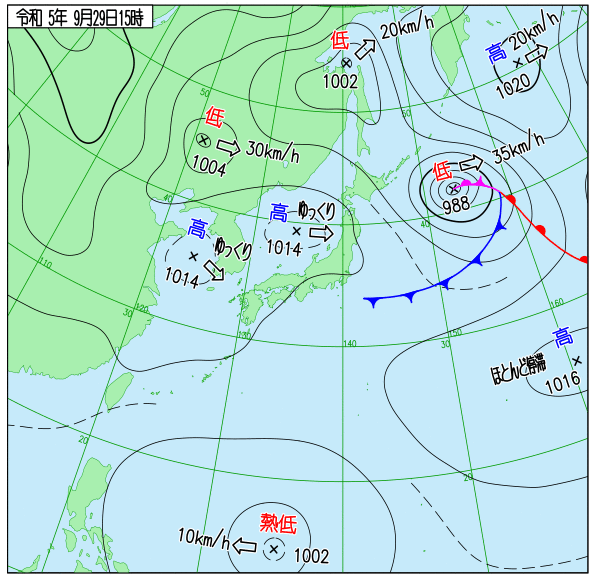 令和 5年 9月29日15時
低
20km/h
1002
高
20km/h
1020
低
30km/h
1004
低
35km/h
988
高
ゆっくり
1014
高
ゆっくり
1014
高
ほとんど停滞
1016
熱低
10km/h
1002
50
50
40
40
30
30
20
20
110
120
130
140
150
160